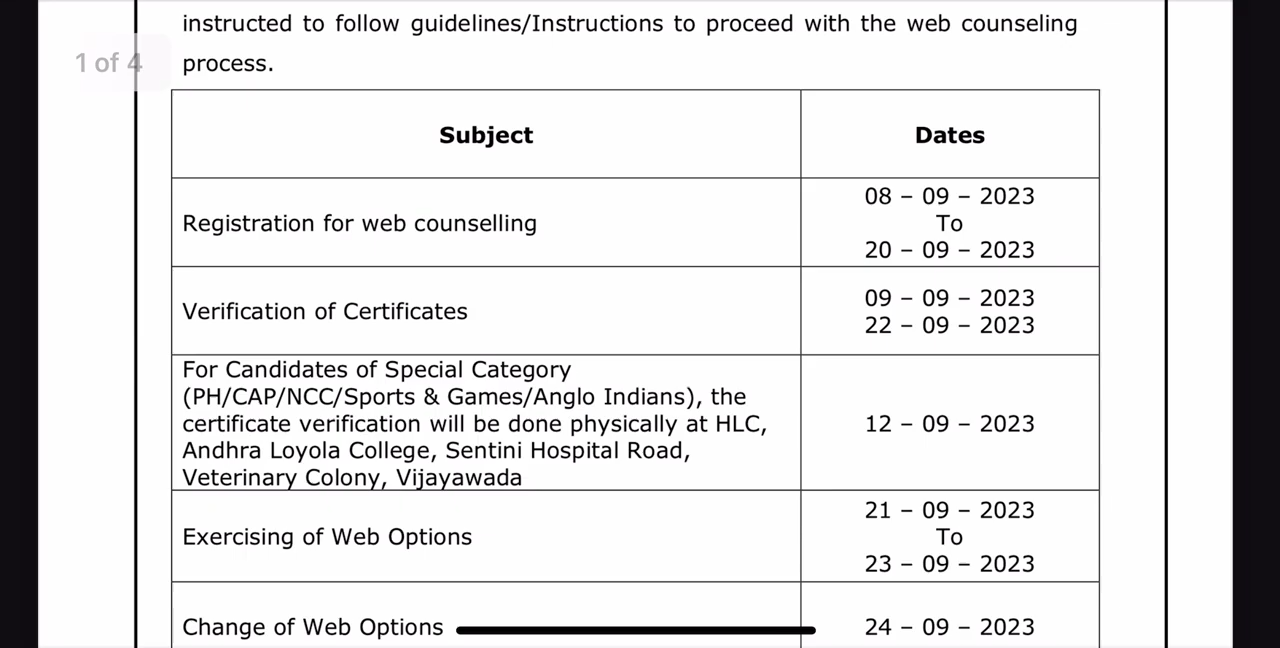 instructed to follow guidelines/Instructions to proceed with the web counseling
1 of 4
process.
Subject
Dates
Registration for web counselling
08 – 09 – 2023
To
20 – 09 – 2023
Verification of Certificates
09 – 09 – 2023
22 – 09 – 2023
For Candidates of Special Category
(PH/CAP/NCC/Sports & Games/Anglo Indians), the
certificate verification will be done physically at HLC,
Andhra Loyola College, Sentini Hospital Road,
Veterinary Colony, Vijayawada
12 – 09 – 2023
Exercising of Web Options
21 – 09 – 2023
To
23 – 09 – 2023
Change of Web Options
24 – 09 – 2023